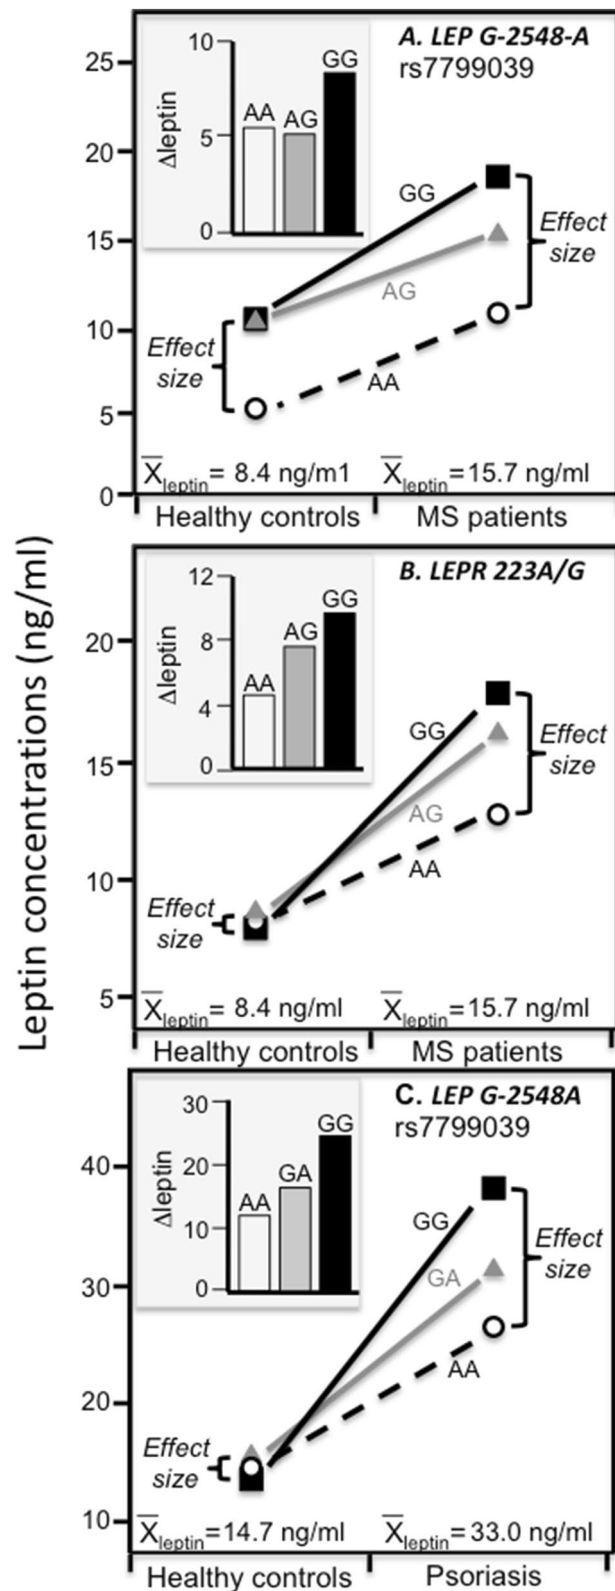 Leptin concentrations (ng/ml)
A. LEP G-2548-A
rs7799039
10
5
0
Δleptin
AA
AG
GG
25
20
15
10
5
0
GG
AG
AA
Effect
size
Effect
size
X̅leptin= 8.4 ng/m1
X̅leptin=15.7 ng/ml
Healthy controls
MS patients
B. LEPR 223A/G
12
8
4
0
Δleptin
AA
AG
GG
20
15
10
5
GG
AG
AA
Effect
size
Effect
size
X̅leptin= 8.4 ng/ml
X̅leptin=15.7 ng/ml
Healthy controls
MS patients
C. LEP G-2548A
rs7799039
30
20
10
0
Δleptin
AA
GA
GG
40
30
20
10
GG
GA
AA
Effect
size
Effect
size
X̅leptin=14.7 ng/ml
X̅leptin=33.0 ng/ml
Healthy controls
Psoriasis